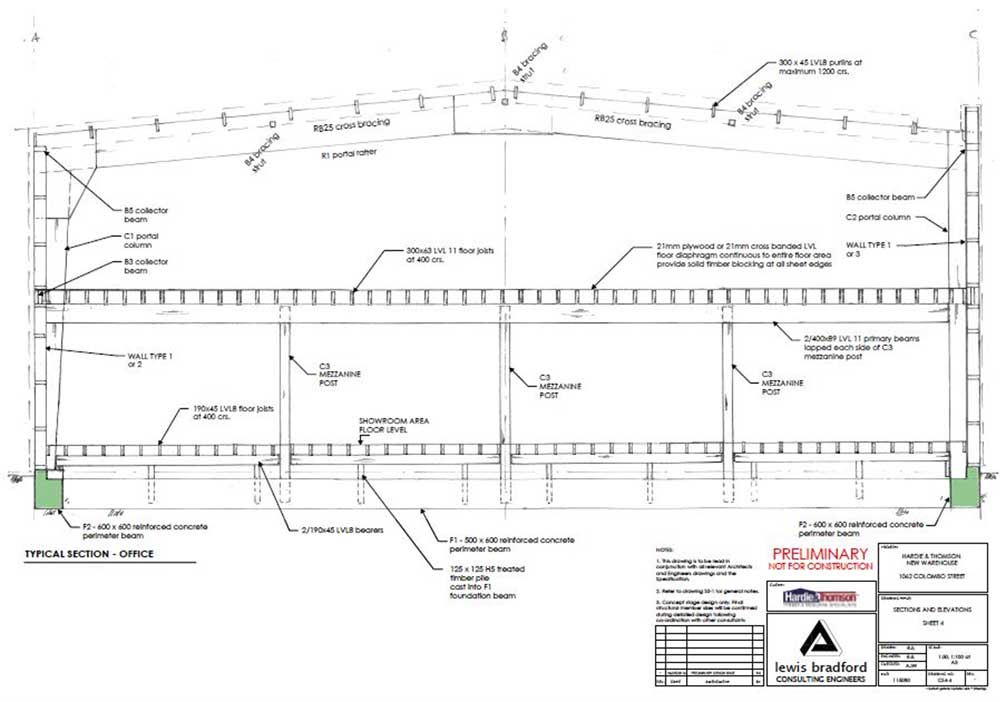 A
B
C
B4 bracing
strut
300 x 45 LVL8 purlins at
maximum 1200 crs.
B4 bracing
strut
RB25 cross bracing
RB25 cross bracing
B4 bracing
strut
R1 portal rafter
B5 collector
beam
B5 collector
beam
C1 portal
column
C2 portal column
B3 collector
beam
300x63 LVL 11 floor joists
at 400 crs.
21mm plywood or 21mm cross banded LVL
floor diaphragm continuous to entire floor area
provide solid timber blocking at all sheet edges
WALL TYPE 1
or 3
2/400x89 LVL 11 primary beams
lapped each side of C3
mezzanine post
WALL TYPE 1
or 2
C3
MEZZANINE
POST
C3
MEZZANINE
POST
C3
MEZZANINE
POST
190x45 LVL8 floor joists
at 400 crs.
SHOWROOM AREA
FLOOR LEVEL
F2 - 600 x 600 reinforced concrete
perimeter beam
2/190x45 LVL8 bearers
F1 - 500 x 600 reinforced concrete
perimeter beam
F2 - 600 x 600 reinforced concrete
perimeter beam
TYPICAL SECTION - OFFICE
125 x 125 H5 treated
timber pile
cast into F1
foundation beam
NOTES:
1. This drawing is to be read in
conjunction with all relevant Architects
and Engineers drawings and the
Specification.
2. Refer to drawing S0-1 for general notes.
3. Concept stage design only. Final
structural member sizes will be confirmed
during detailed design following
co-ordination with other consultants
PRELIMINARY
NOT FOR CONSTRUCTION
Hardie & Thomson
lewis bradford
CONSULTING ENGINEERS
HARDIE & THOMSON
NEW WAREHOUSE
1062 COLOMBO STREET
SECTIONS AND ELEVATIONS
SHEET 4
1:50, 1:100 at
A3